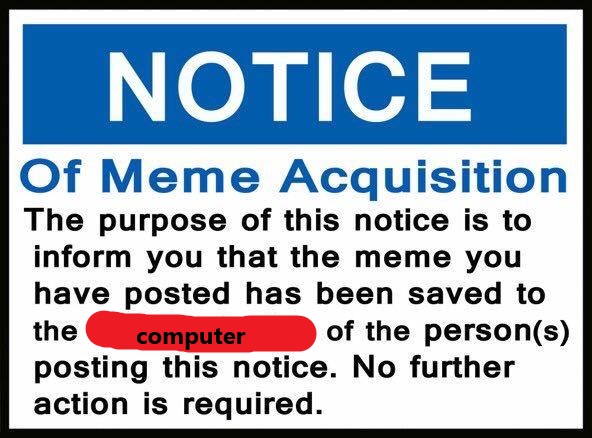 NOTICE
Of Meme Acquisition
The purpose of this notice is to
inform you that the meme you
have posted has been saved to
the computer of the person(s)
posting this notice. No further
action is required.